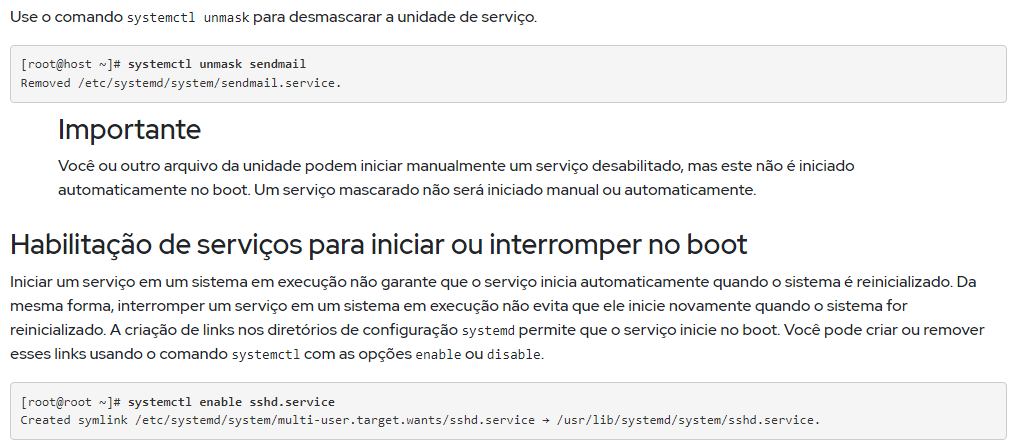 Use o comando systemctl unmask para desmascarar a unidade de serviço.
[root@host ~]# systemctl unmask sendmail
Removed /etc/systemd/system/sendmail.service.
Importante
Você ou outro arquivo da unidade podem iniciar manualmente um serviço desabilitado, mas este não é iniciado
automaticamente no boot. Um serviço mascarado não será iniciado manual ou automaticamente.
Habilitação de serviços para iniciar ou interromper no boot
Iniciar um serviço em um sistema em execução não garante que o serviço inicia automaticamente quando o sistema é reinicializado. Da
mesma forma, interromper um serviço em um sistema em execução não evita que ele inicie novamente quando o sistema for
reinicializado. A criação de links nos diretórios de configuração systemd permite que o serviço inicie no boot. Você pode criar ou remover
esses links usando o comando systemctl com as opções enable ou disable.
[root@root ~]# systemctl enable sshd.service
Created symlink /etc/systemd/system/multi-user.target.wants/sshd.service → /usr/lib/systemd/system/sshd.service.